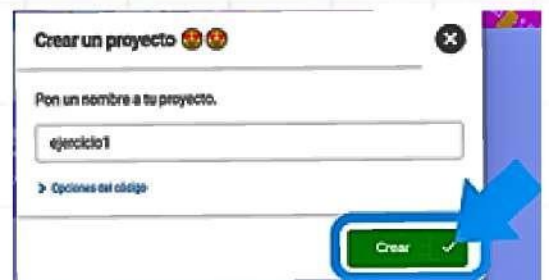 Crear un proyecto 🤩🤩
Pon un nombre a tu proyecto.
ejercicio1
> Opciones del código
Crear